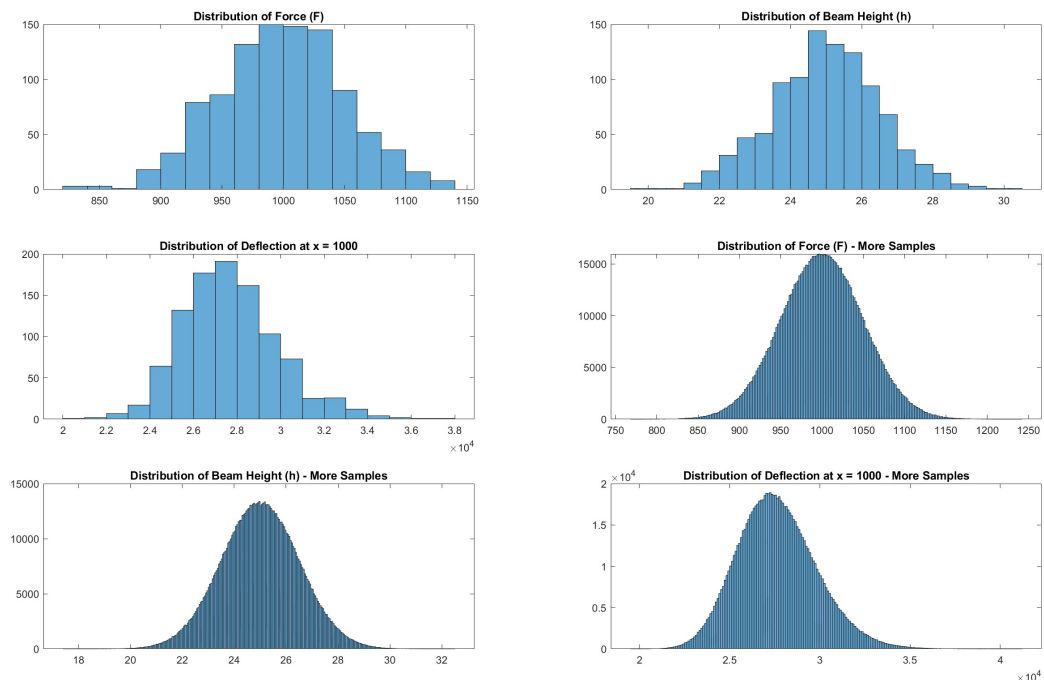 Distribution of Force (F)
150
100
50
0
850 900 950 1000 1050 1100 1150
Distribution of Beam Height (h)
150
100
50
0
20 22 24 26 28 30
Distribution of Deflection at x = 1000
200
150
100
50
0
2 2.2 2.4 2.6 2.8 3 3.2 3.4 3.6 3.8
×10⁴
Distribution of Force (F) - More Samples
15000
10000
5000
0
750 800 850 900 950 1000 1050 1100 1150 1200 1250
Distribution of Beam Height (h) - More Samples
15000
10000
5000
0
18 20 22 24 26 28 30 32
×10⁴
Distribution of Deflection at x = 1000 - More Samples
2
1.5
1
0.5
0
2 2.5 3 3.5 4
×10⁴